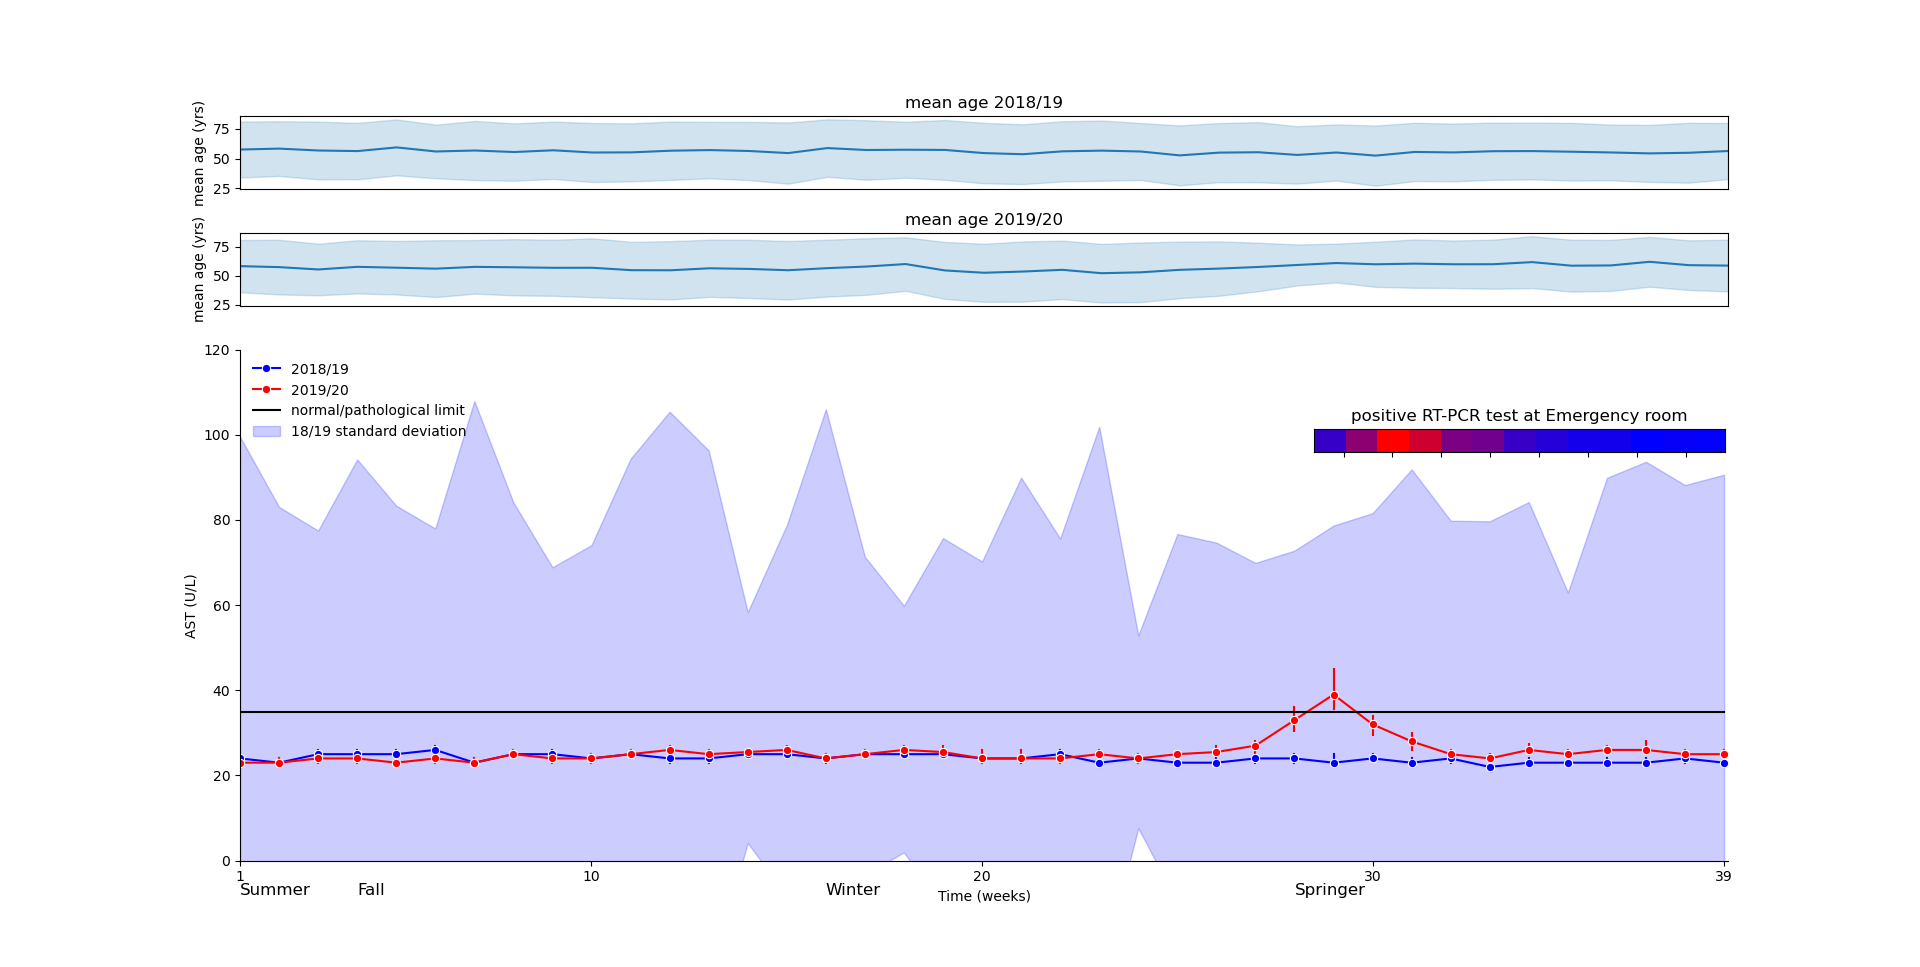 mean age 2018/19
mean age (yrs)
75
50
25
mean age 2019/20
mean age (yrs)
75
50
25
120
100
80
60
40
20
0
AST (U/L)
2018/19
2019/20
normal/pathological limit
18/19 standard deviation
positive RT-PCR test at Emergency room
1 10 20 30 39
Summer Fall Winter Springer
Time (weeks)